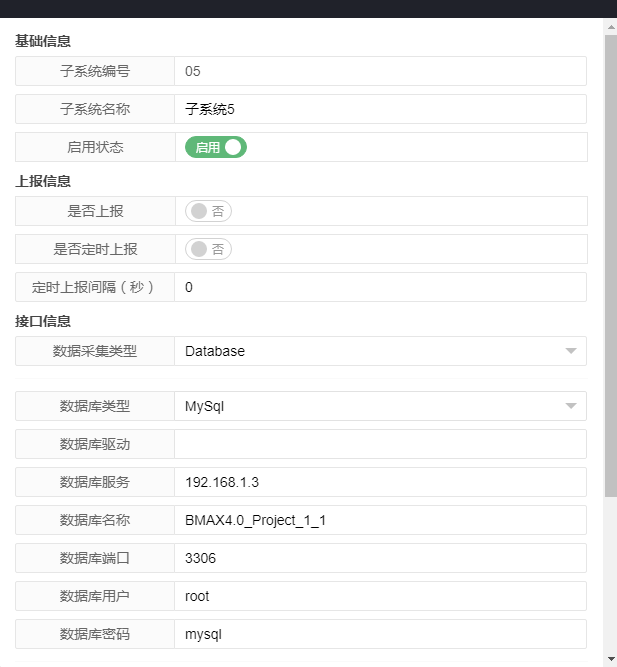 基础信息
子系统编号 05
子系统名称 子系统5
启用状态 启用
上报信息
是否上报 否
是否定时上报 否
定时上报间隔（秒） 0
接口信息
数据采集类型 Database
数据库类型 MySql
数据库驱动
数据库服务 192.168.1.3
数据库名称 BMAX4.0_Project_1_1
数据库端口 3306
数据库用户 root
数据库密码 mysql